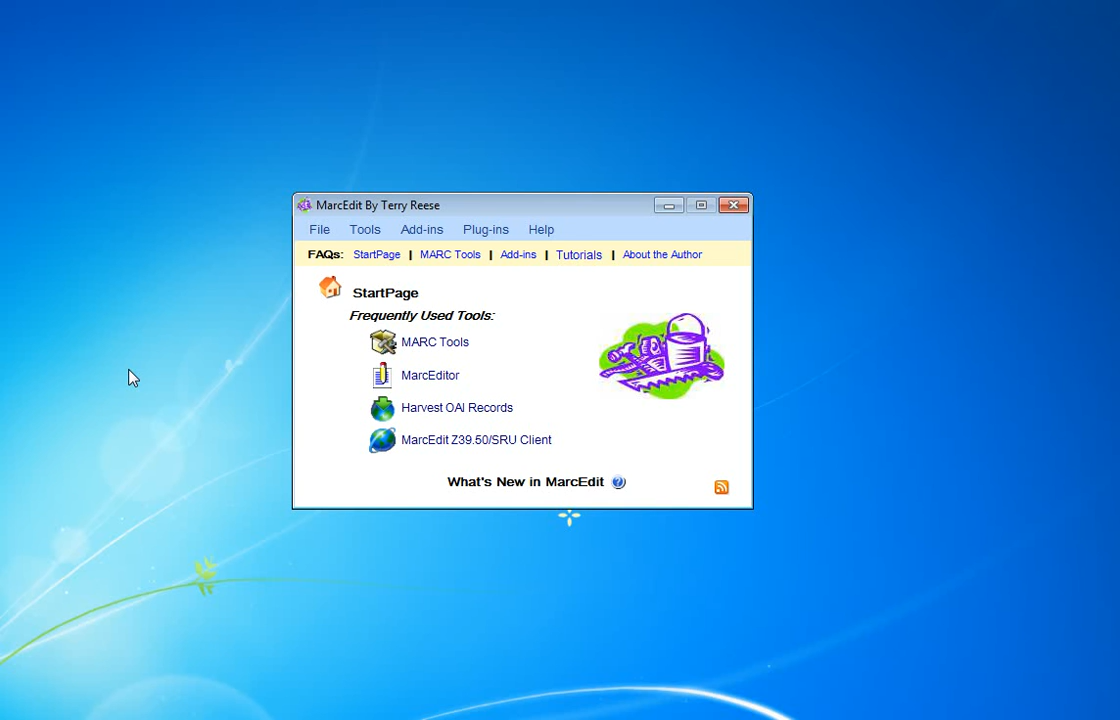 MarcEdit By Terry Reese
File Tools Add-ins Plug-ins Help
FAQs: StartPage | MARC Tools | Add-ins | Tutorials | About the Author
StartPage
Frequently Used Tools:
MARC Tools
MarcEditor
Harvest OAI Records
MarcEdit Z39.50/SRU Client
What's New in MarcEdit